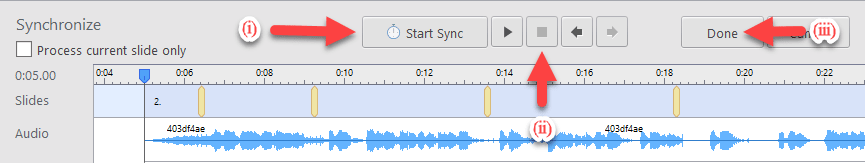 Synchronize
(i)
Start Sync
Done
(iii)
Process current slide only
0:05.00
0:04 0:06 0:08 0:10 0:12 0:14 0:16 0:18 0:20 0:22
Slides
2.
(ii)
Audio
403df4ae
403df4ae